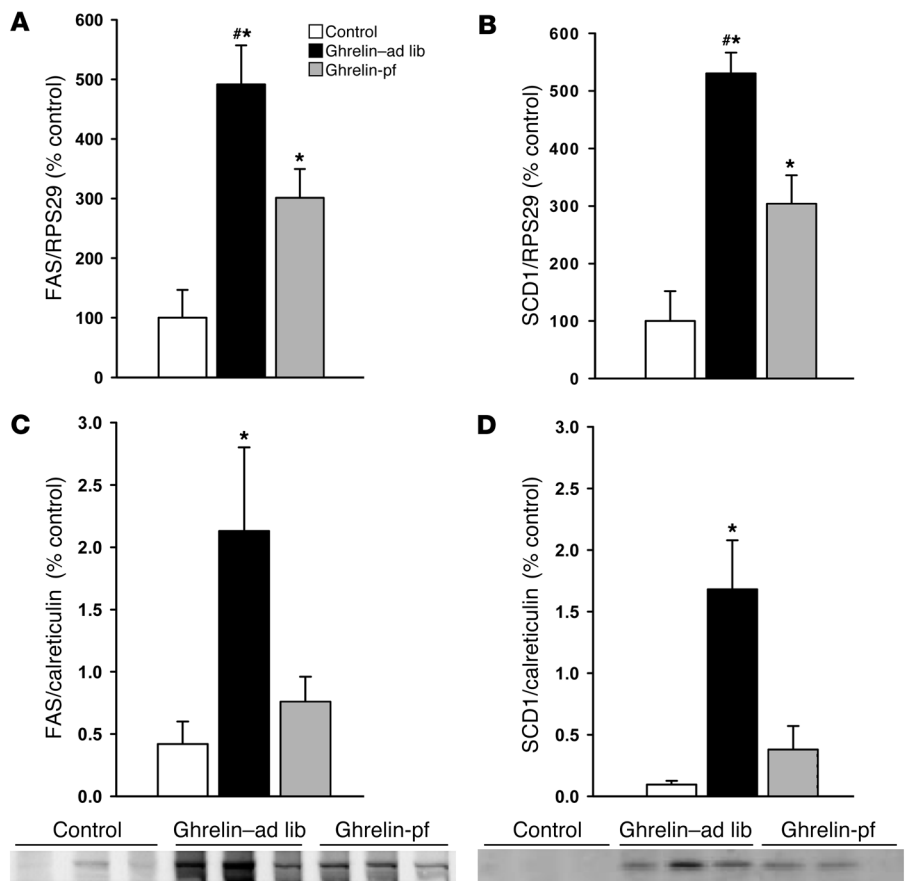 A
FAS/RPS29 (% control)
600
500
400
300
200
100
0
#*
*
Control
Ghrelin–ad lib
Ghrelin-pf
B
SCD1/RPS29 (% control)
600
500
400
300
200
100
0
#*
*
C
FAS/calreticulin (% control)
3.0
2.5
2.0
1.5
1.0
0.5
0.0
*
Control
Ghrelin–ad lib
Ghrelin-pf
D
SCD1/calreticulin (% control)
3.0
2.5
2.0
1.5
1.0
0.5
0.0
*
Control
Ghrelin–ad lib
Ghrelin-pf